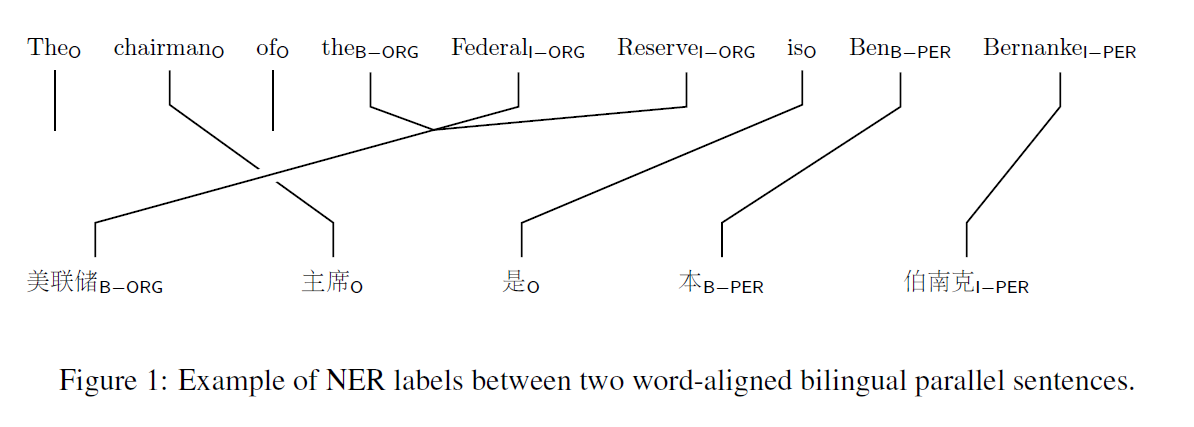 The_O chairman_O of_O the_B−ORG Federal_I−ORG Reserve_I−ORG is_O Ben_B−PER Bernanke_I−PER
美联储_B−ORG 主席_O 是_O 本_B−PER 伯南克_I−PER
Figure 1: Example of NER labels between two word-aligned bilingual parallel sentences.